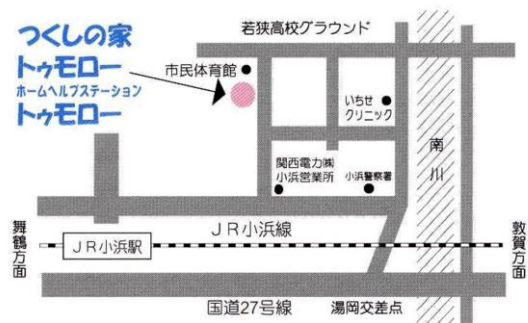 つくしの家
トゥモロー
ホームヘルプステーション
トゥモロー
若狭高校グラウンド
市民体育館
いちせ
クリニック
南川
関西電力㈱
小浜営業所
小浜警察署
舞鶴方面
JR小浜線
JR小浜駅
敦賀方面
国道27号線
湯岡交差点